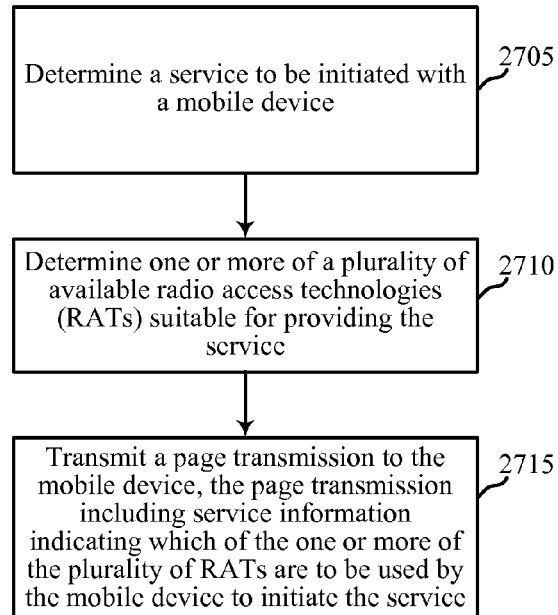 Determine a service to be initiated with
a mobile device
2705
Determine one or more of a plurality of
available radio access technologies
(RATs) suitable for providing the
service
2710
Transmit a page transmission to the
mobile device, the page transmission
including service information
indicating which of the one or more of
the plurality of RATs are to be used by
the mobile device to initiate the service
2715